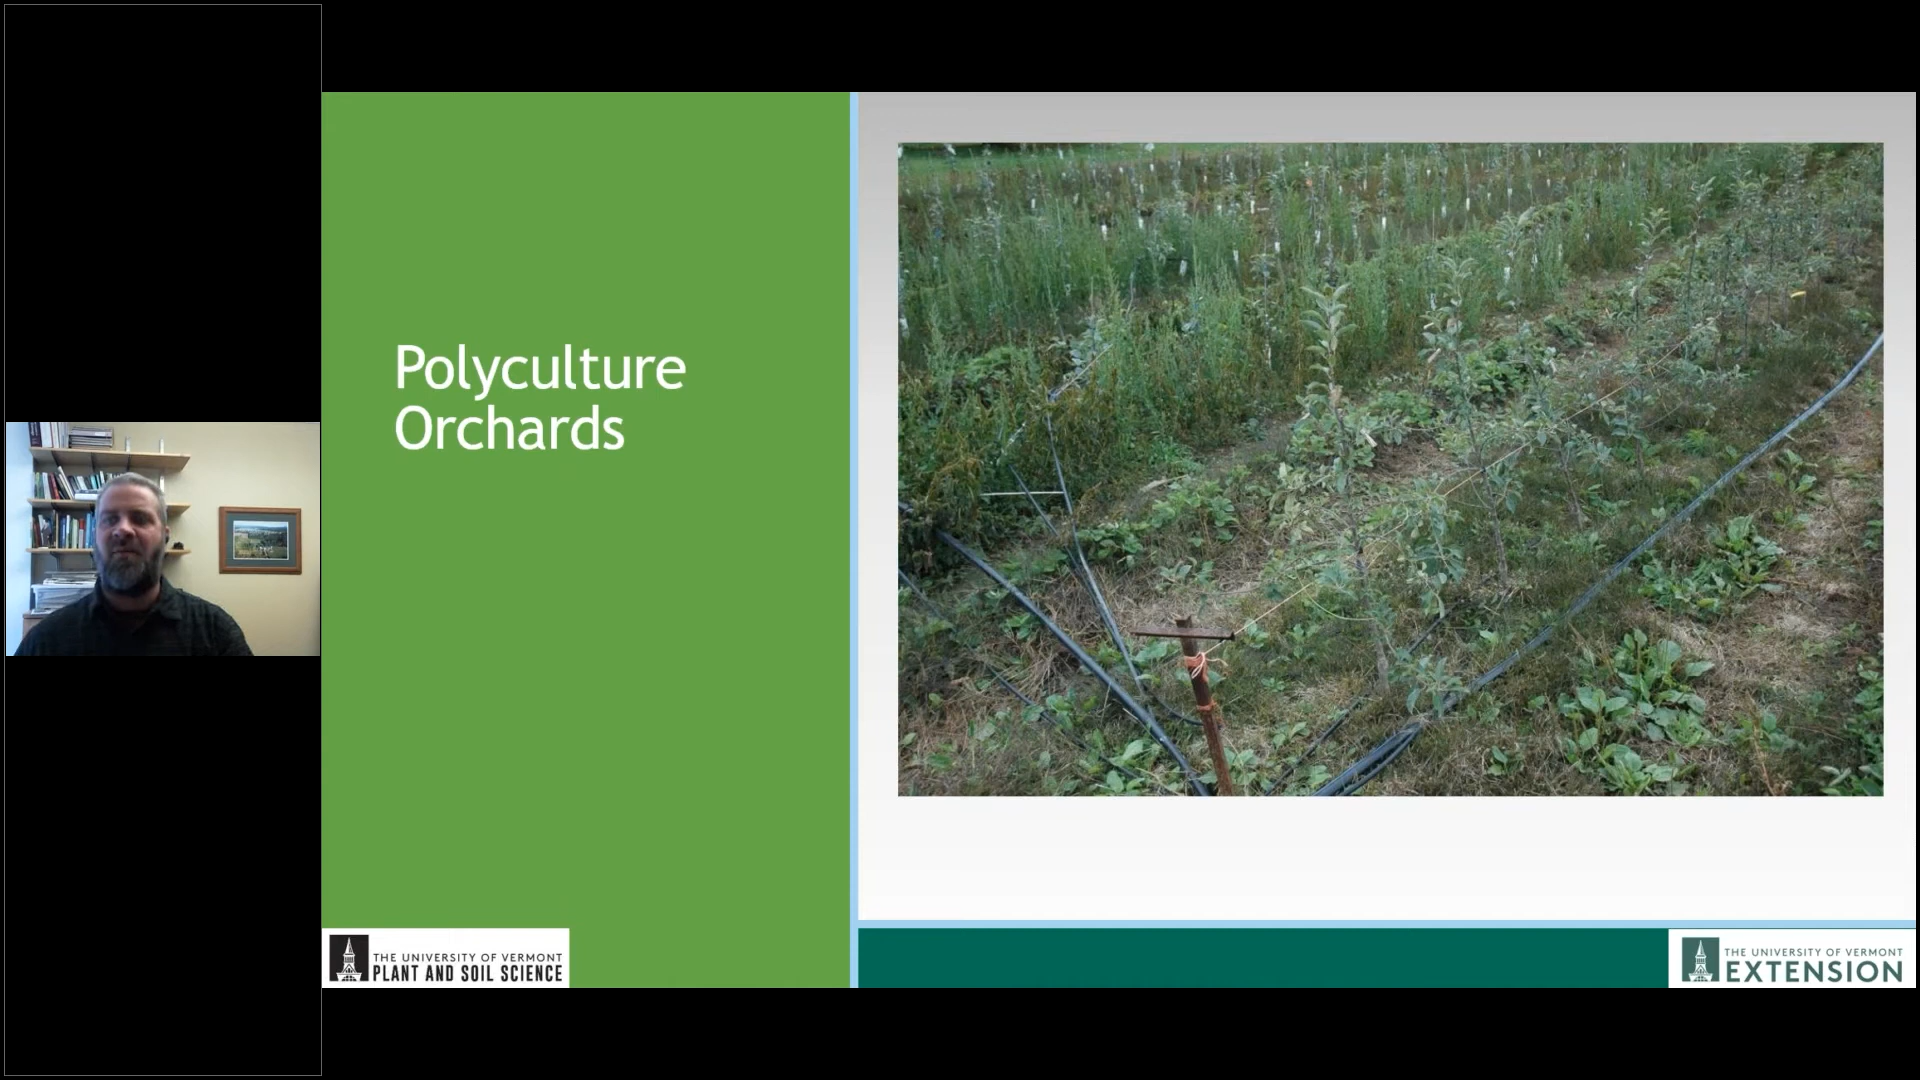 Polyculture
Orchards
THE UNIVERSITY OF VERMONT
PLANT AND SOIL SCIENCE
THE UNIVERSITY OF VERMONT
EXTENSION